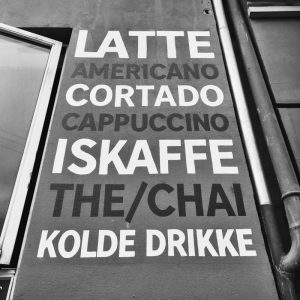 LATTE
AMERICANO
CORTADO
CAPPUCCINO
ISKAFFE
THE/CHAI
KOLDE DRIKKE